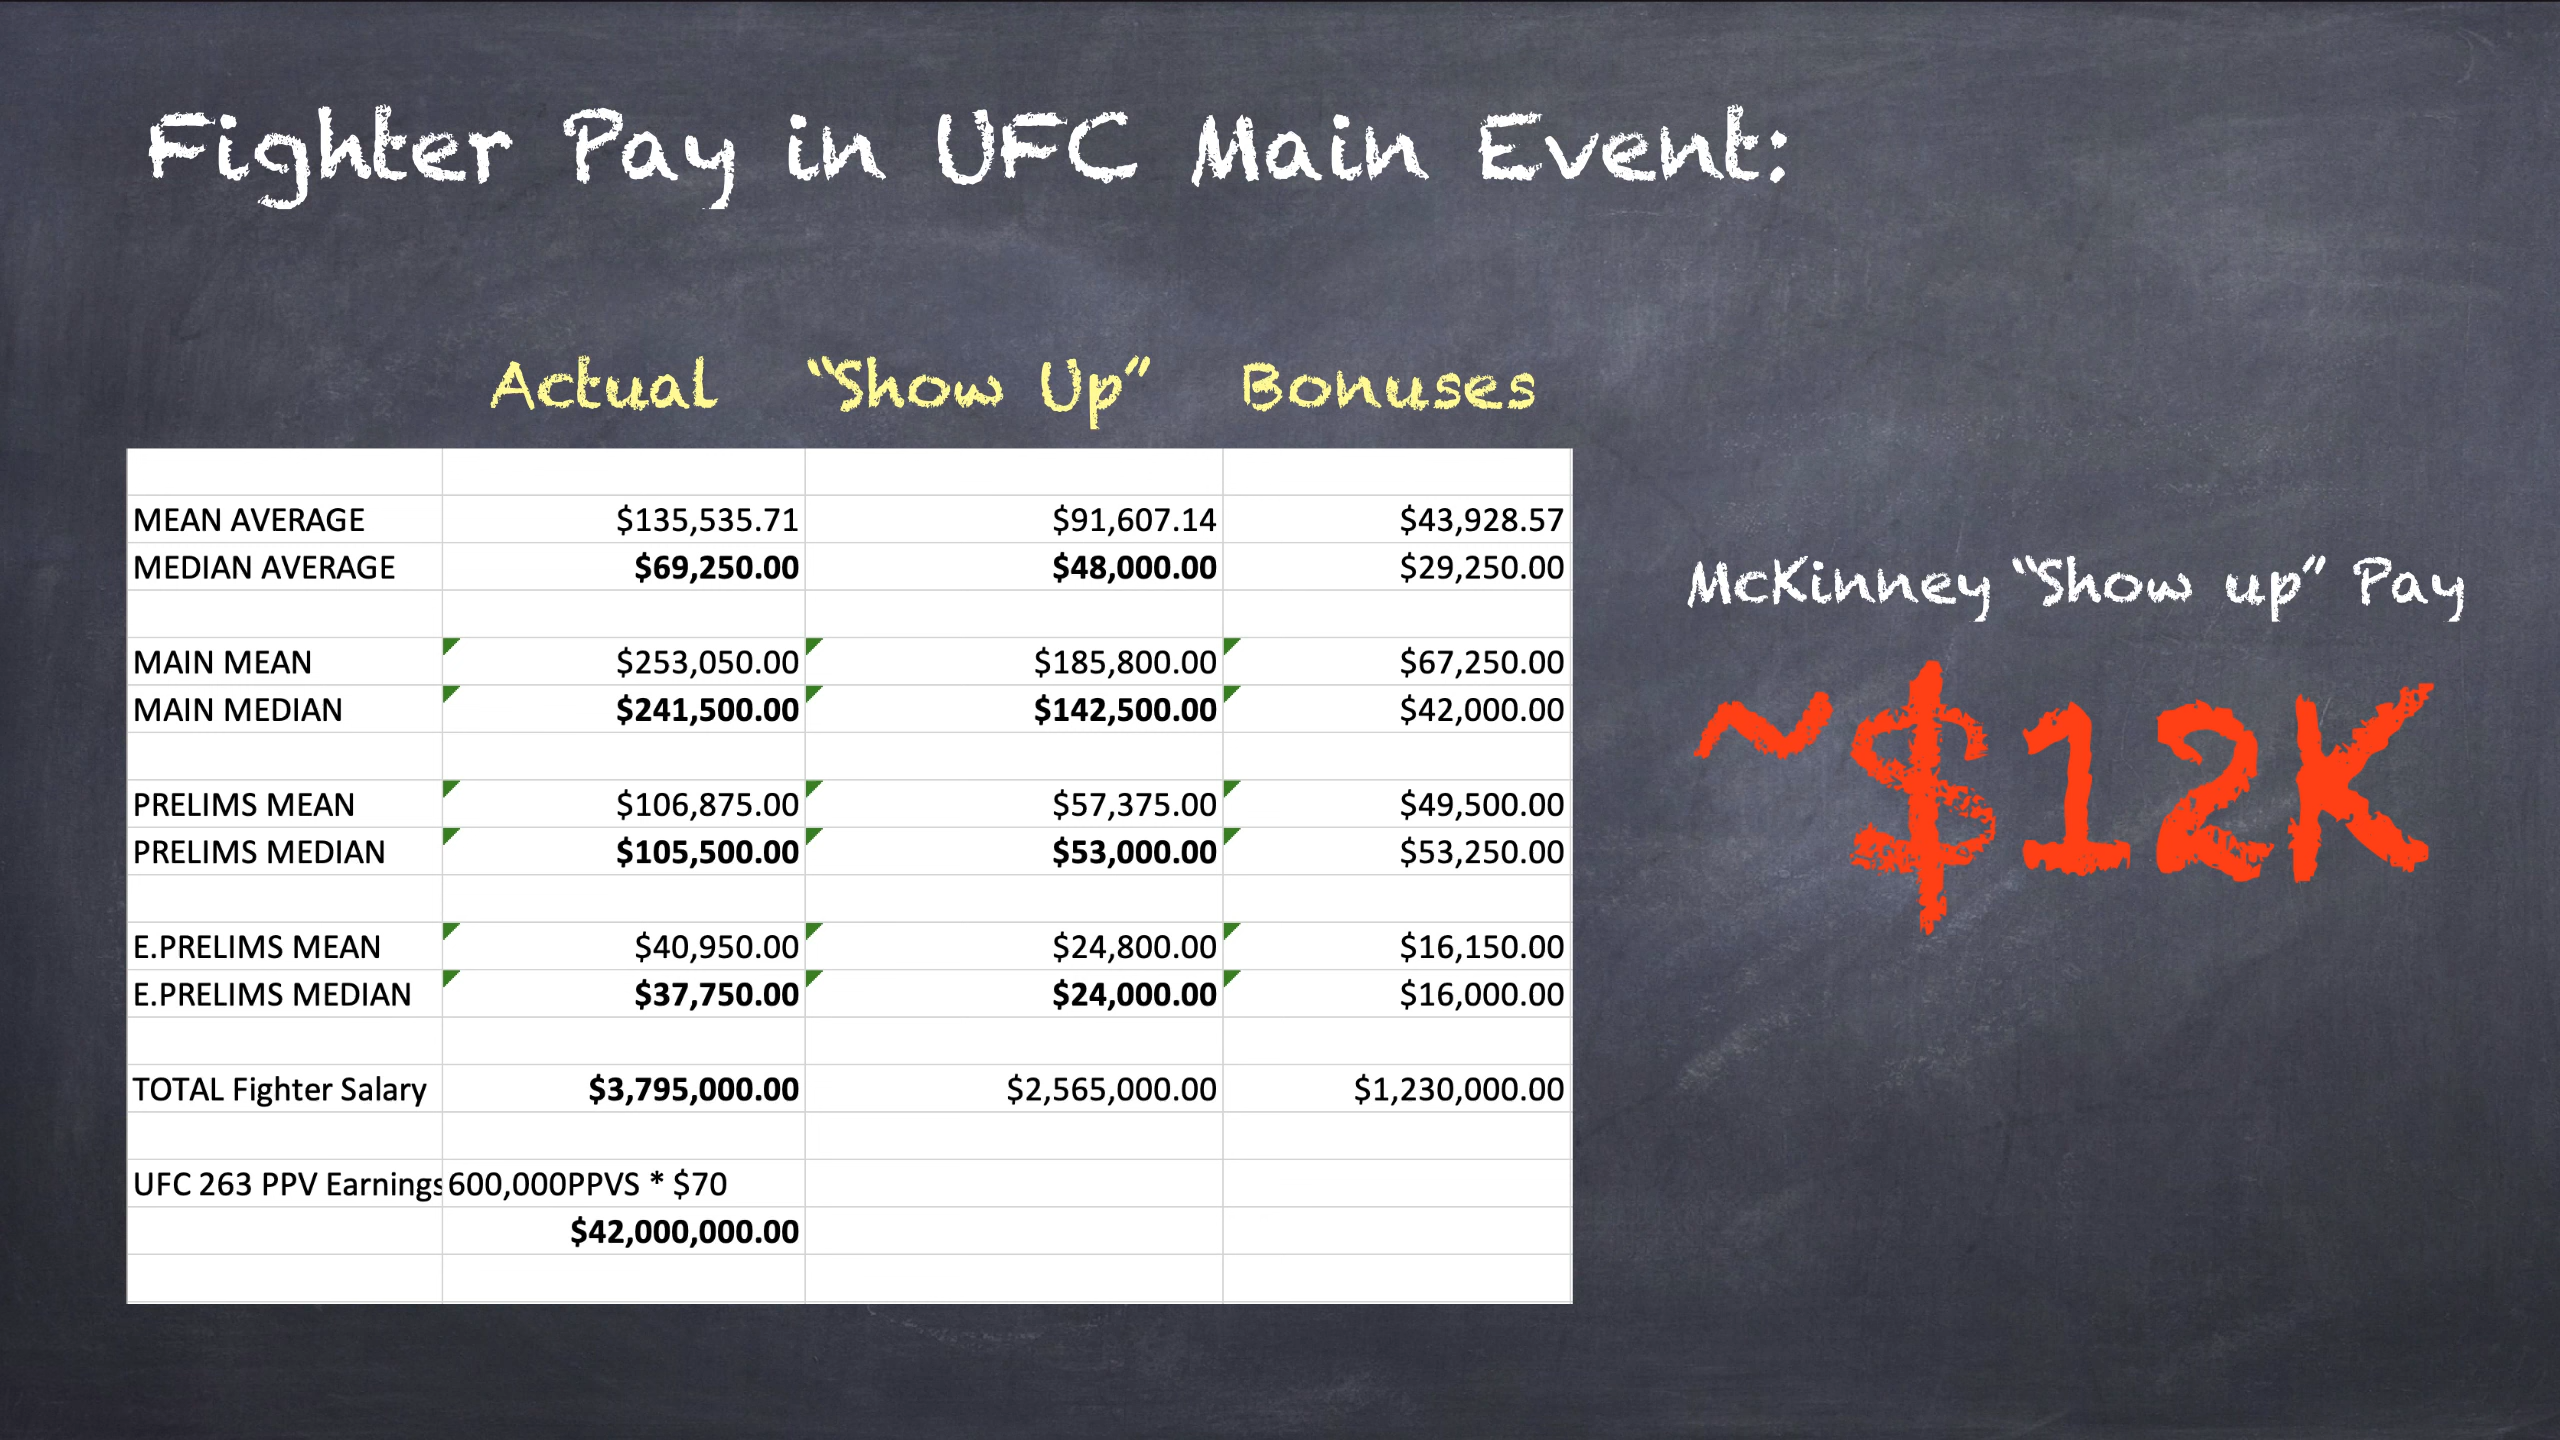 Fighter Pay in UFC Main Event:
Actual “Show Up” Bonuses
MEAN AVERAGE $135,535.71 $91,607.14 $43,928.57
MEDIAN AVERAGE $69,250.00 $48,000.00 $29,250.00
MAIN MEAN $253,050.00 $185,800.00 $67,250.00
MAIN MEDIAN $241,500.00 $142,500.00 $42,000.00
PRELIMS MEAN $106,875.00 $57,375.00 $49,500.00
PRELIMS MEDIAN $105,500.00 $53,000.00 $53,250.00
E.PRELIMS MEAN $40,950.00 $24,800.00 $16,150.00
E.PRELIMS MEDIAN $37,750.00 $24,000.00 $16,000.00
TOTAL Fighter Salary $3,795,000.00 $2,565,000.00 $1,230,000.00
UFC 263 PPV Earnings 600,000PPVS * $70
$42,000,000.00
McKinney “Show up” Pay
~$12K